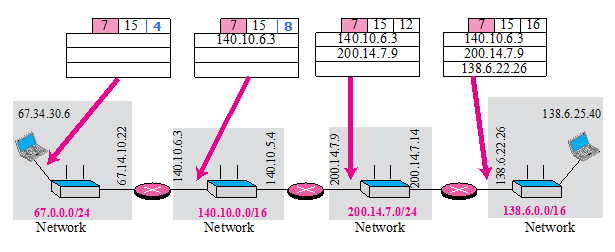 7 15 4
7 15 8
140.10.6.3
7 15 12
140.10.6.3
200.14.7.9
7 15 16
140.10.6.3
200.14.7.9
138.6.22.26
67.34.30.6
67.14.10.22
140.10.6.3
140.10.5.4
200.14.7.9
200.14.7.14
138.6.22.26
138.6.25.40
67.0.0.0/24
Network
140.10.0.0/16
Network
200.14.7.0/24
Network
138.6.0.0/16
Network